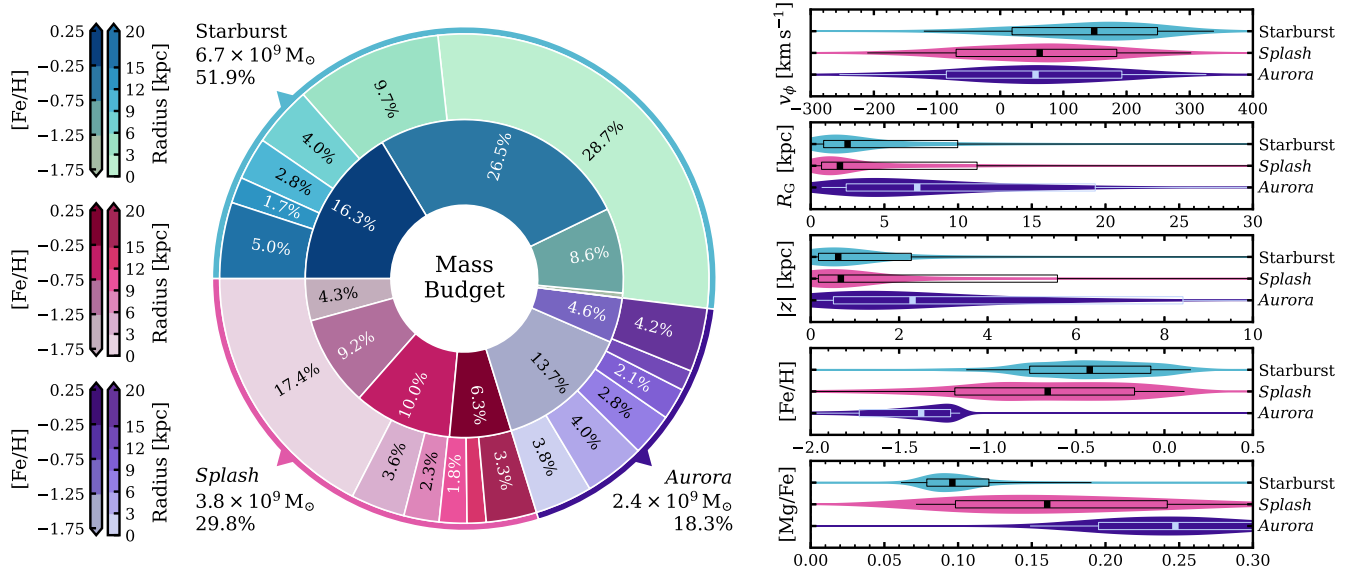 0.25
−0.25
−0.75
−1.25
−1.75
[Fe/H]
20
15
12
9
6
3
0
Radius [kpc]
0.25
−0.25
−0.75
−1.25
−1.75
[Fe/H]
20
15
12
9
6
3
0
Radius [kpc]
0.25
−0.25
−0.75
−1.25
−1.75
[Fe/H]
20
15
12
9
6
3
0
Radius [kpc]
Starburst
6.7 × 10⁹ M☉
51.9%
5.0%
1.7%
2.8%
4.0%
9.7%
28.7%
16.3%
26.5%
8.6%
Mass
Budget
4.3%
9.2%
10.0%
6.3%
13.7%
4.6%
17.4%
3.6%
2.3%
1.8%
3.3%
3.8%
4.0%
2.8%
2.1%
4.2%
Splash
3.8 × 10⁹ M☉
29.8%
Aurora
2.4 × 10⁹ M☉
18.3%
vϕ [km s⁻¹]
Starburst
Splash
Aurora
−300 −200 −100 0 100 200 300 400
RG [kpc]
Starburst
Splash
Aurora
0 5 10 15 20 25 30
|z| [kpc]
Starburst
Splash
Aurora
0 2 4 6 8 10
[Fe/H]
Starburst
Splash
Aurora
−2.0 −1.5 −1.0 −0.5 0.0 0.5
[Mg/Fe]
Starburst
Splash
Aurora
0.00 0.05 0.10 0.15 0.20 0.25 0.30